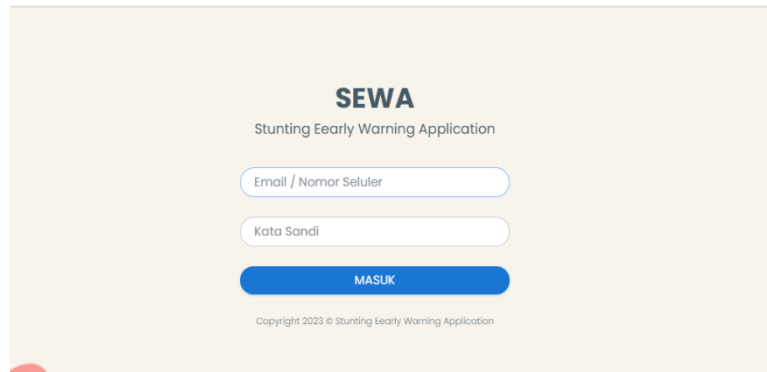 SEWA
Stunting Eearly Warning Application
Email / Nomor Seluler
Kata Sandi
MASUK
Copyright 2023 © Stunting Eearly Warning Application